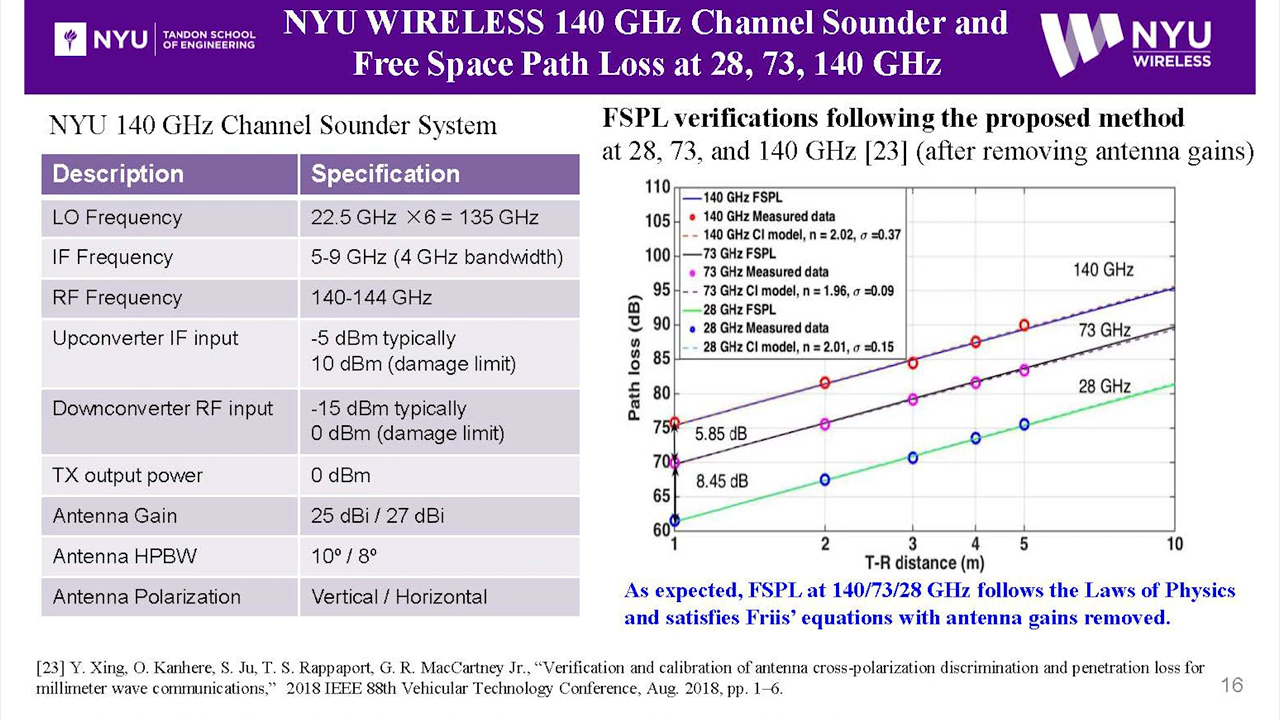 NYU
TANDON SCHOOL
OF ENGINEERING
NYU WIRELESS 140 GHz Channel Sounder and
Free Space Path Loss at 28, 73, 140 GHz
NYU
WIRELESS
NYU 140 GHz Channel Sounder System
Description Specification
LO Frequency 22.5 GHz ×6 = 135 GHz
IF Frequency 5-9 GHz (4 GHz bandwidth)
RF Frequency 140-144 GHz
Upconverter IF input -5 dBm typically
10 dBm (damage limit)
Downconverter RF input -15 dBm typically
0 dBm (damage limit)
TX output power 0 dBm
Antenna Gain 25 dBi / 27 dBi
Antenna HPBW 10º / 8º
Antenna Polarization Vertical / Horizontal
FSPL verifications following the proposed method
at 28, 73, and 140 GHz [23] (after removing antenna gains)
Path loss (dB)
110
105
100
95
90
85
80
75
70
65
60
140 GHz FSPL
140 GHz Measured data
140 GHz CI model, n = 2.02, σ =0.37
73 GHz FSPL
73 GHz Measured data
73 GHz CI model, n = 1.96, σ =0.09
28 GHz FSPL
28 GHz Measured data
28 GHz CI model, n = 2.01, σ =0.15
140 GHz
73 GHz
28 GHz
5.85 dB
8.45 dB
1 2 3 4 5 10
T-R distance (m)
As expected, FSPL at 140/73/28 GHz follows the Laws of Physics
and satisfies Friis’ equations with antenna gains removed.
[23] Y. Xing, O. Kanhere, S. Ju, T. S. Rappaport, G. R. MacCartney Jr., “Verification and calibration of antenna cross-polarization discrimination and penetration loss for
millimeter wave communications,” 2018 IEEE 88th Vehicular Technology Conference, Aug. 2018, pp. 1–6.
16